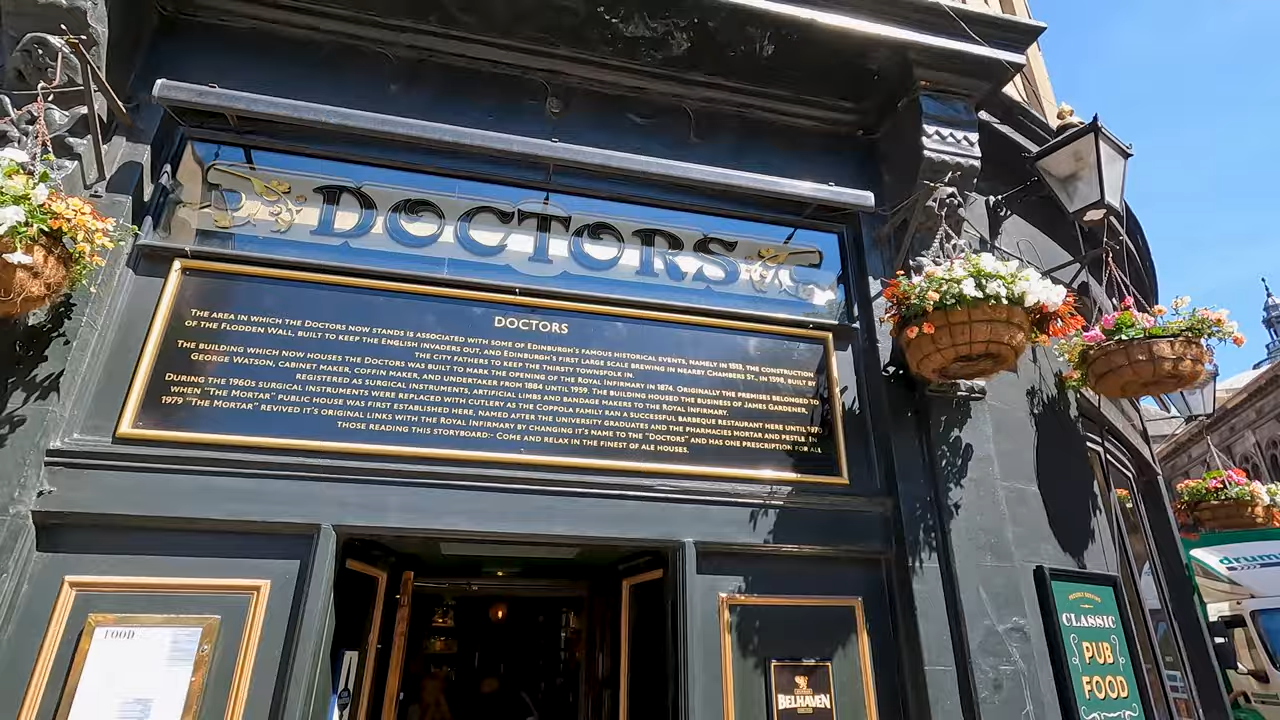 DOCTORS
DOCTORS
THE AREA IN WHICH THE DOCTORS NOW STANDS IS ASSOCIATED WITH SOME OF EDINBURGH'S FAMOUS HISTORICAL EVENTS, NAMELY IN 1513, THE CONSTRUCTION
OF THE FLODDEN WALL, BUILT TO KEEP THE ENGLISH INVADERS OUT, AND EDINBURGH'S FIRST LARGE SCALE BREWING IN NEARBY CHAMBERS ST., IN 1598, BUILT BY
THE CITY FATHERS TO KEEP THE THIRSTY TOWNSFOLK IN.
THE BUILDING WHICH NOW HOUSES THE DOCTORS WAS BUILT TO MARK THE OPENING OF THE ROYAL INFIRMARY IN 1874. ORIGINALLY THE PREMISES BELONGED
GEORGE WATSON, CABINET MAKER, COFFIN MAKER, AND UNDERTAKER FROM 1884 UNTIL 1959. THE BUILDING HOUSED THE BUSINESS OF JAMES GARDENER,
REGISTERED AS SURGICAL INSTRUMENTS, ARTIFICIAL LIMBS AND BANDAGE MAKERS TO THE ROYAL INFIRMARY.
DURING THE 1960S SURGICAL INSTRUMENTS WERE REPLACED WITH CUTLERY AS THE COPPOLA FAMILY RAN A SUCCESSFUL BARBEQUE RESTAURANT HERE UNTIL 1970
WHEN "THE MORTAR" PUBLIC HOUSE WAS FIRST ESTABLISHED HERE, NAMED AFTER THE UNIVERSITY GRADUATES AND THE PHARMACIES MORTAR AND PESTLE. IN
1979 "THE MORTAR" REVIVED IT'S ORIGINAL LINKS WITH THE ROYAL INFIRMARY BY CHANGING IT'S NAME TO THE "DOCTORS" AND HAS ONE PRESCRIPTION FOR ALL
THOSE READING THIS STORYBOARD:- COME AND RELAX IN THE FINEST OF ALE HOUSES.
FOOD
BELHAVEN
CLASSIC
PUB
FOOD
drum